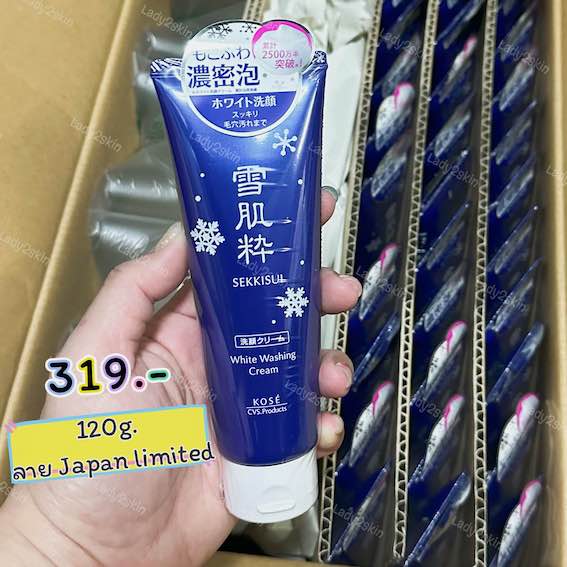 もこふわ
濃密泡
累計
2500万本
突破※1
ホワイト洗顔
スッキリ
毛穴汚れまで
雪肌粋
SEKKISUI
洗顔クリーム
White Washing
Cream
KOSÉ
CVS.Products
319.-
120g.
ลาย Japan limited
Lady2skin